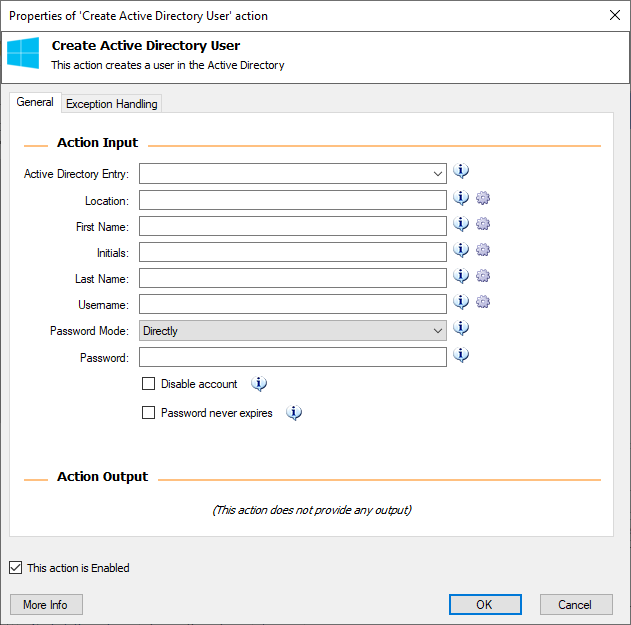 Properties of 'Create Active Directory User' action
Create Active Directory User
This action creates a user in the Active Directory
General
Exception Handling
Action Input
Active Directory Entry:
Location:
First Name:
Initials:
Last Name:
Username:
Password Mode: Directly
Password:
Disable account
Password never expires
Action Output
(This action does not provide any output)
This action is Enabled
More Info
OK
Cancel